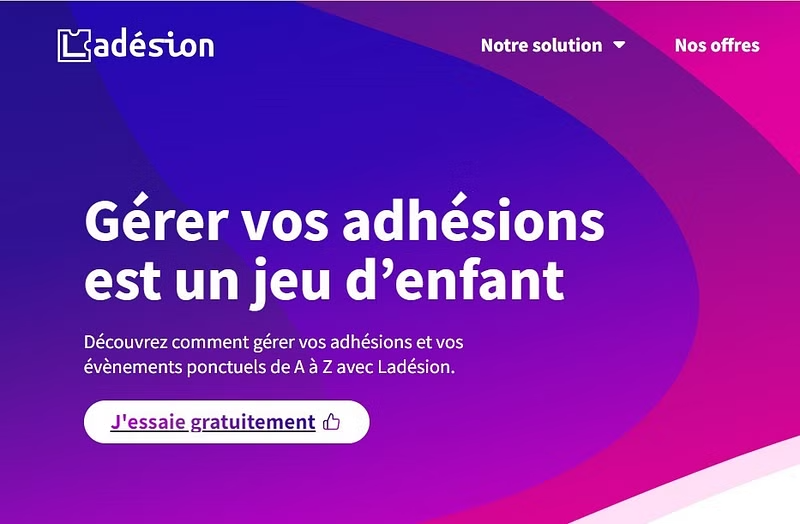 Ladésion
Notre solution
Nos offres
Gérer vos adhésions
est un jeu d’enfant
Découvrez comment gérer vos adhésions et vos
évènements ponctuels de A à Z avec Ladésion.
J'essaie gratuitement